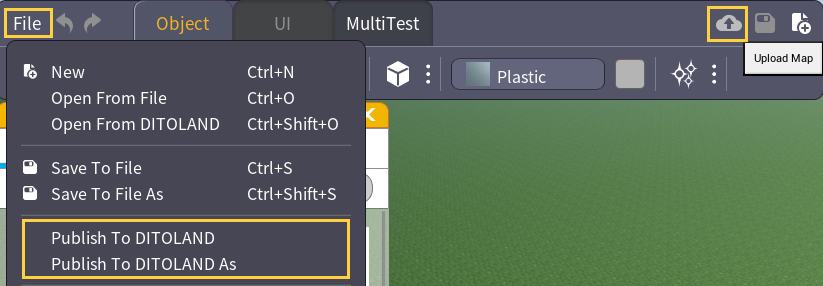 File Object UI MultiTest
Upload Map
New Ctrl+N
Open From File Ctrl+O
Open From DITOLAND Ctrl+Shift+O
Plastic
Save To File Ctrl+S
Save To File As Ctrl+Shift+S
Publish To DITOLAND
Publish To DITOLAND As